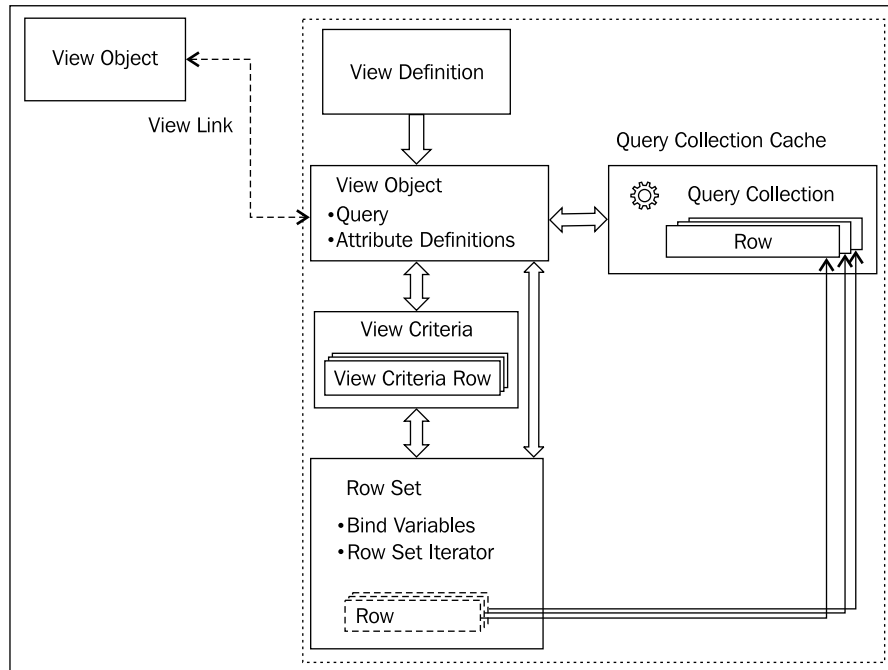 View Object
View Link
View Definition
View Object
•Query
•Attribute Definitions
Query Collection Cache
Query Collection
Row
View Criteria
View Criteria Row
Row Set
•Bind Variables
•Row Set Iterator
Row